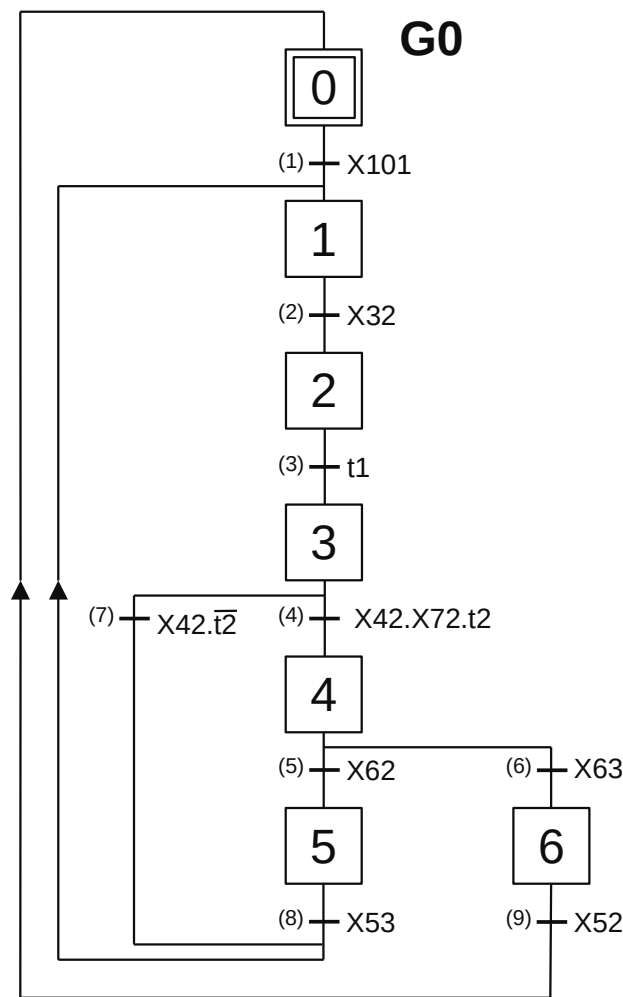 G0
0
(1) X101
1
(2) X32
2
(3) t1
3
(7) X42.t̅2̅ (4) X42.X72.t2
4
(5) X62 (6) X63
5 6
(8) X53 (9) X52